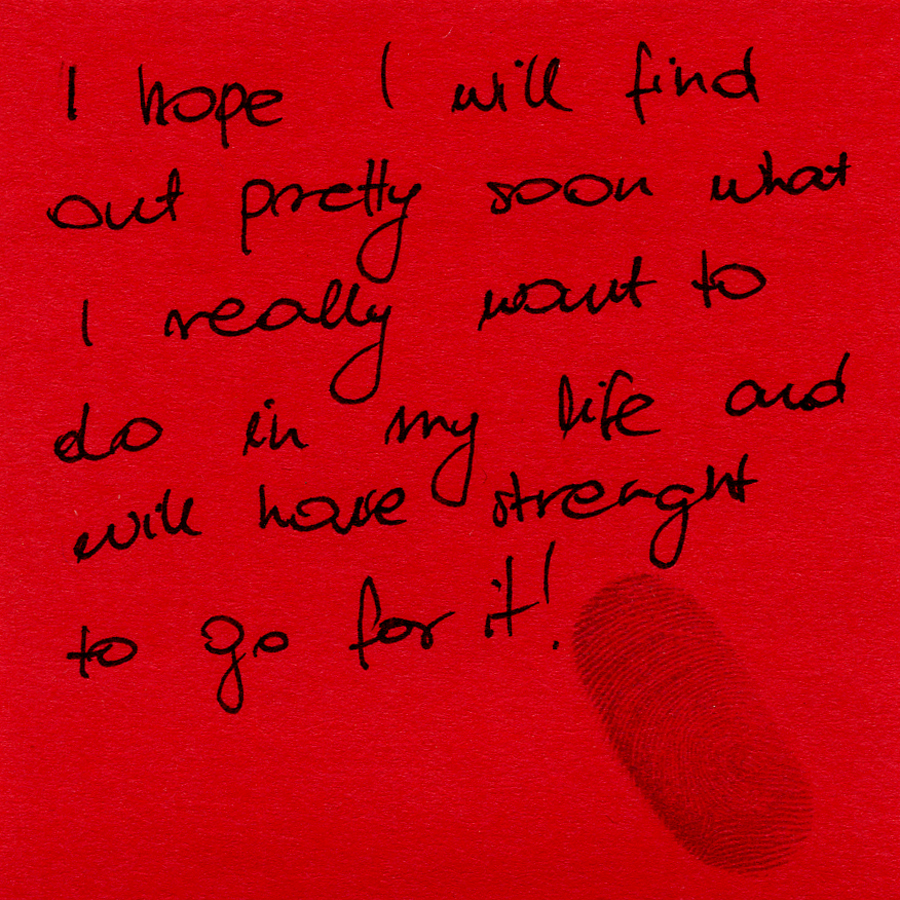 I hope I will find
out pretty soon what
I really want to
do in my life and
will have strenght
to go for it!